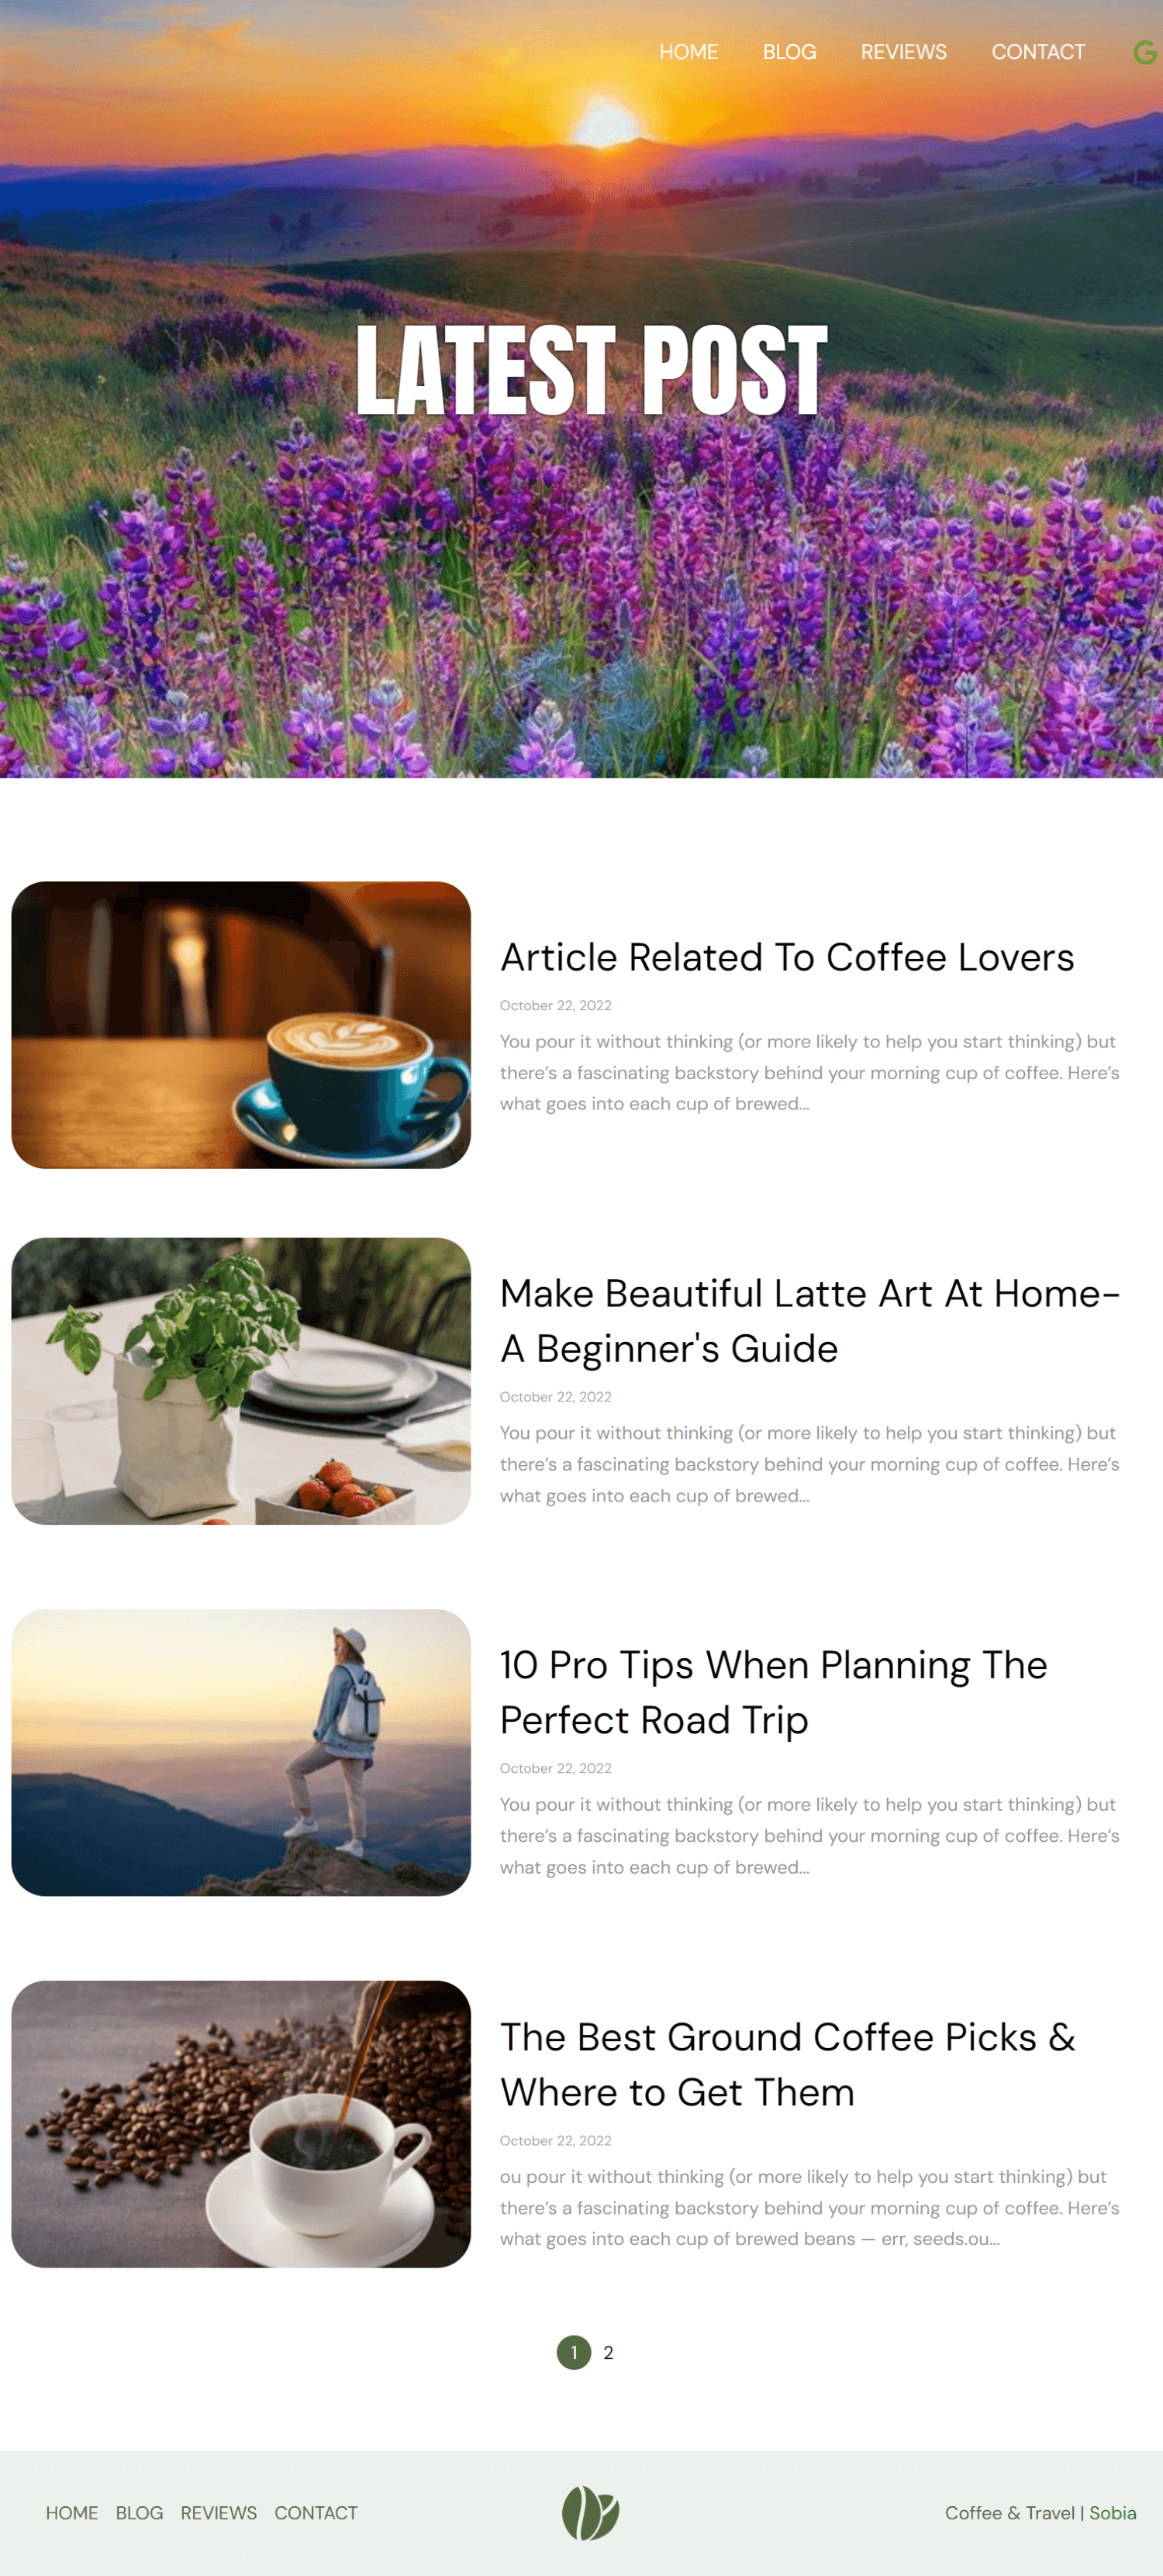 HOME BLOG REVIEWS CONTACT G
LATEST POST
Article Related To Coffee Lovers
October 22, 2022
You pour it without thinking (or more likely to help you start thinking) but
there’s a fascinating backstory behind your morning cup of coffee. Here’s
what goes into each cup of brewed...
Make Beautiful Latte Art At Home-
A Beginner's Guide
October 22, 2022
You pour it without thinking (or more likely to help you start thinking) but
there’s a fascinating backstory behind your morning cup of coffee. Here’s
what goes into each cup of brewed...
10 Pro Tips When Planning The
Perfect Road Trip
October 22, 2022
You pour it without thinking (or more likely to help you start thinking) but
there’s a fascinating backstory behind your morning cup of coffee. Here’s
what goes into each cup of brewed...
The Best Ground Coffee Picks &
Where to Get Them
October 22, 2022
ou pour it without thinking (or more likely to help you start thinking) but
there’s a fascinating backstory behind your morning cup of coffee. Here’s
what goes into each cup of brewed beans — err, seeds.ou...
1 2
HOME BLOG REVIEWS CONTACT
Coffee & Travel | Sobia